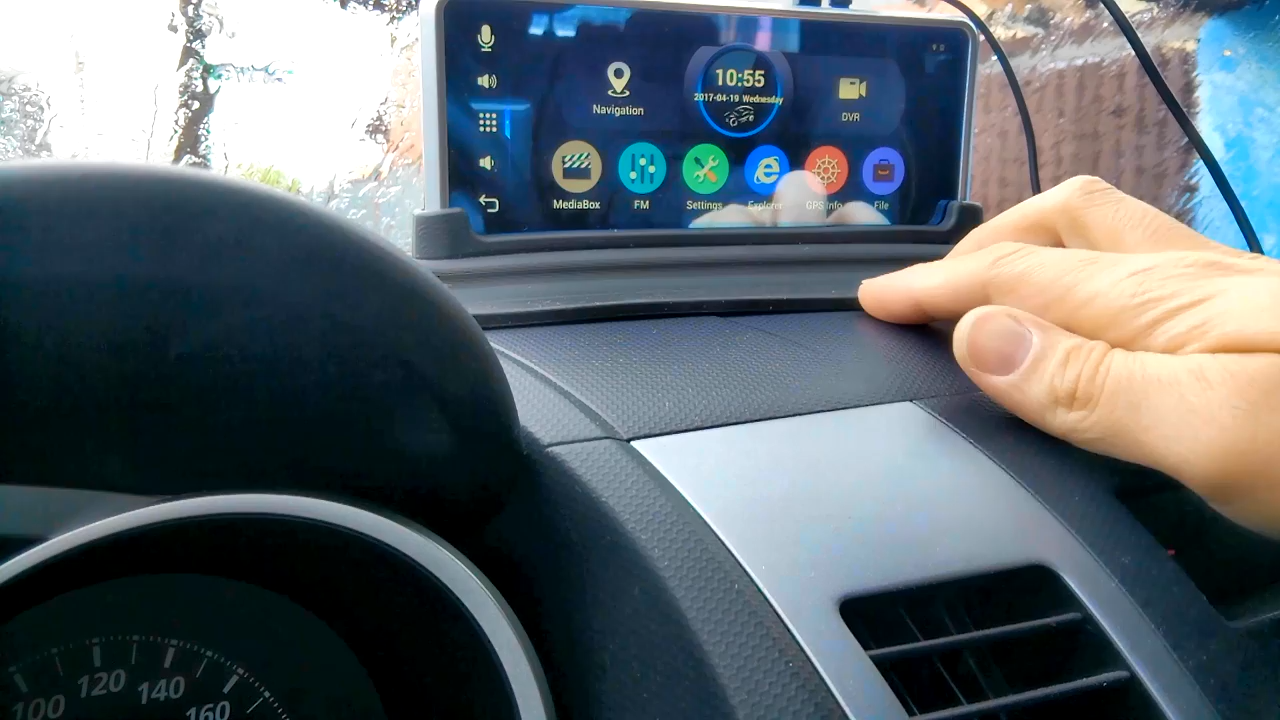 10:55
2017-04-19 Wednesday
Navigation
DVR
MediaBox
FM
Settings
Explorer
GPS Info
File
100
120
140
160